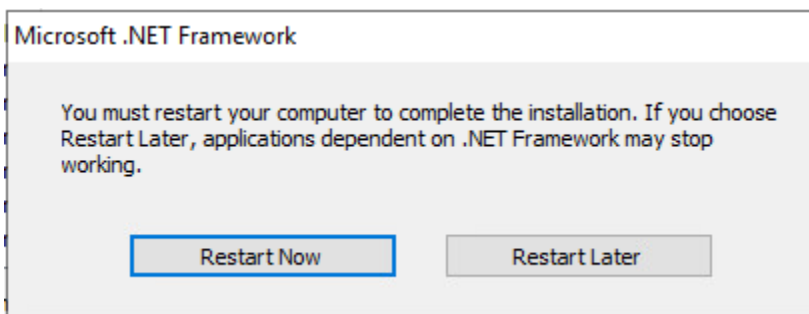 Microsoft .NET Framework
You must restart your computer to complete the installation. If you choose
Restart Later, applications dependent on .NET Framework may stop
working.
Restart Now
Restart Later